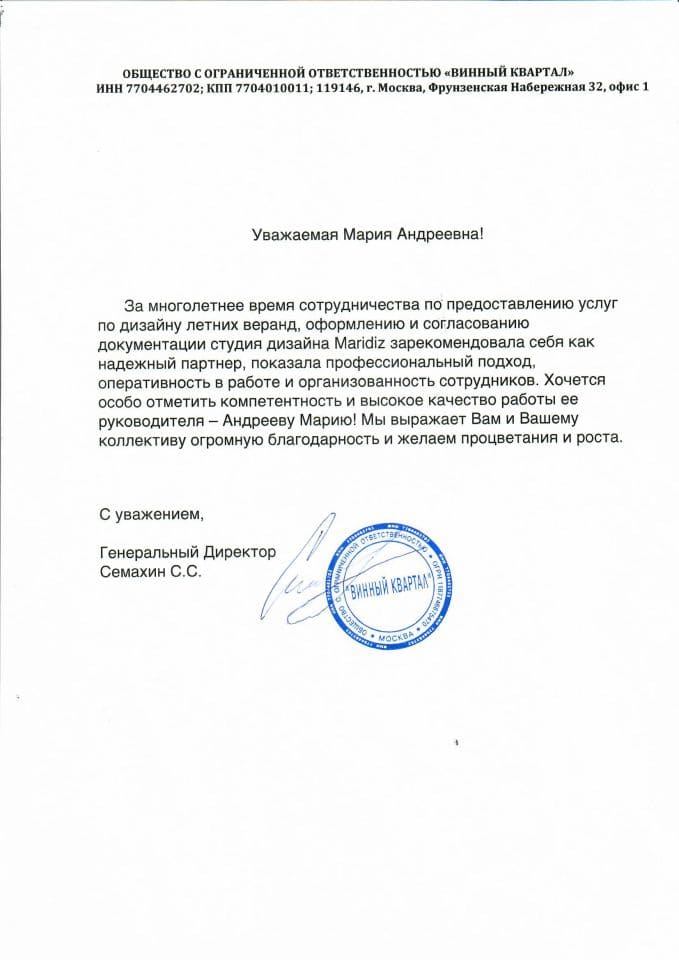 ОБЩЕСТВО С ОГРАНИЧЕННОЙ ОТВЕТСТВЕННОСТЬЮ «ВИННЫЙ КВАРТАЛ»
ИНН 7704462702; КПП 7704010011; 119146, г. Москва, Фрунзенская Набережная 32, офис 1
Уважаемая Мария Андреевна!
За многолетнее время сотрудничества по предоставлению услуг
по дизайну летних веранд, оформлению и согласованию
документации студия дизайна Maridiz зарекомендовала себя как
надежный партнер, показала профессиональный подход,
оперативность в работе и организованность сотрудников. Хочется
особо отметить компетентность и высокое качество работы ее
руководителя – Андрееву Марию! Мы выражает Вам и Вашему
коллективу огромную благодарность и желаем процветания и роста.
С уважением,
Генеральный Директор
Семахин С.С.
ОБЩЕСТВО С ОГРАНИЧЕННОЙ ОТВЕТСТВЕННОСТЬЮ
"ВИННЫЙ КВАРТАЛ"
МОСКВА